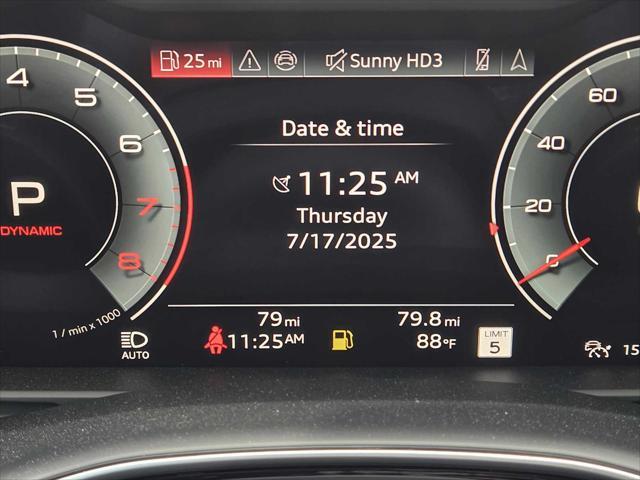 25 mi Sunny HD3
4 5 6 7 8
1 / min x 1000
P
DYNAMIC
Date & time
11:25 AM
Thursday
7/17/2025
60
40
20
0
79 mi 79.8 mi
AUTO 11:25 AM 88°F LIMIT 5
15